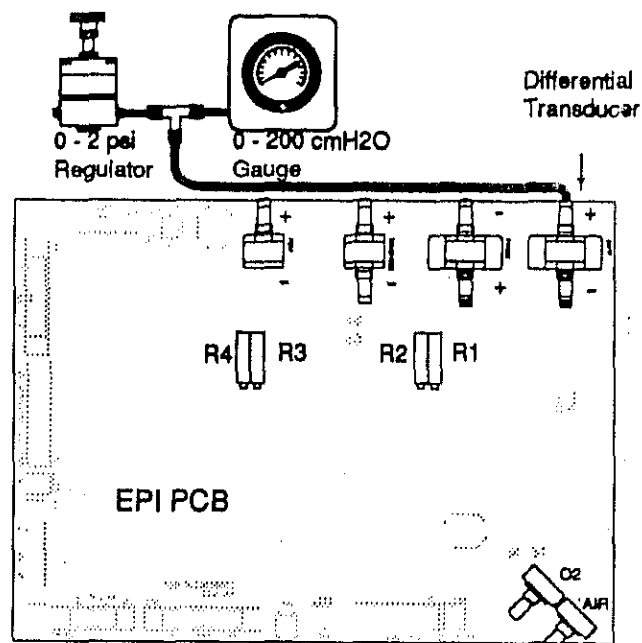 Differential
Transducer
0 - 2 psi
Regulator
0 - 200 cmH2O
Gauge
+
+
-
+
-
-
+
-
R4 R3
R2 R1
EPI PCB
O2
AIR